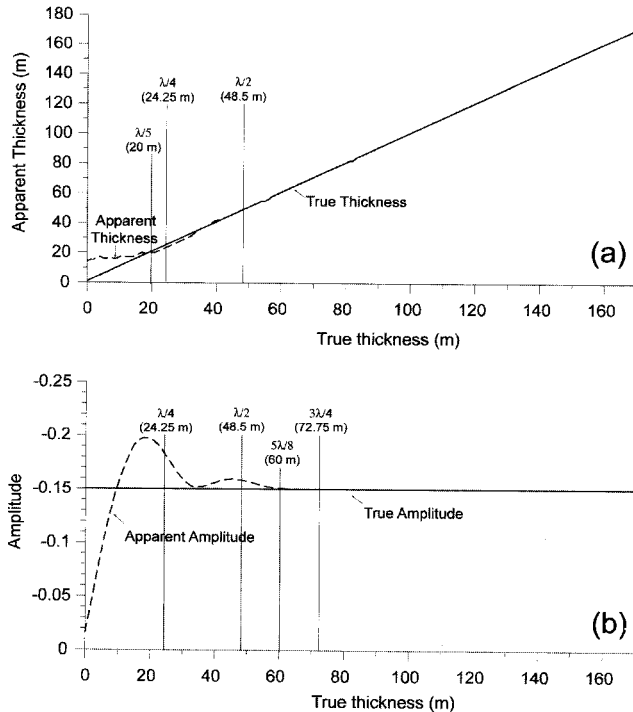 180
160
140
120
100
80
60
40
20
0
Apparent Thickness (m)
λ/4
(24.25 m)
λ/2
(48.5 m)
λ/5
(20 m)
True Thickness
Apparent
Thickness
(a)
0 20 40 60 80 100 120 140 160
True thickness (m)
-0.25
-0.2
-0.15
-0.1
-0.05
0
Amplitude
λ/4
(24.25 m)
λ/2
(48.5 m)
3λ/4
(72.75 m)
5λ/8
(60 m)
True Amplitude
Apparent Amplitude
(b)
0 20 40 60 80 100 120 140 160
True thickness (m)